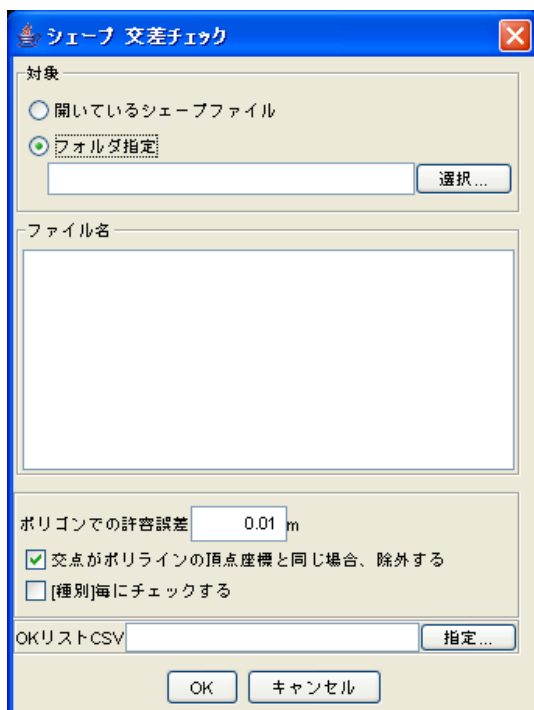 シェープ 交差チェック
対象
開いているシェープファイル
フォルダ指定
選択...
ファイル名
ポリゴンでの許容誤差 0.01 m
交点がポリラインの頂点座標と同じ場合、除外する
[種別]毎にチェックする
OKリストCSV 指定...
OK キャンセル